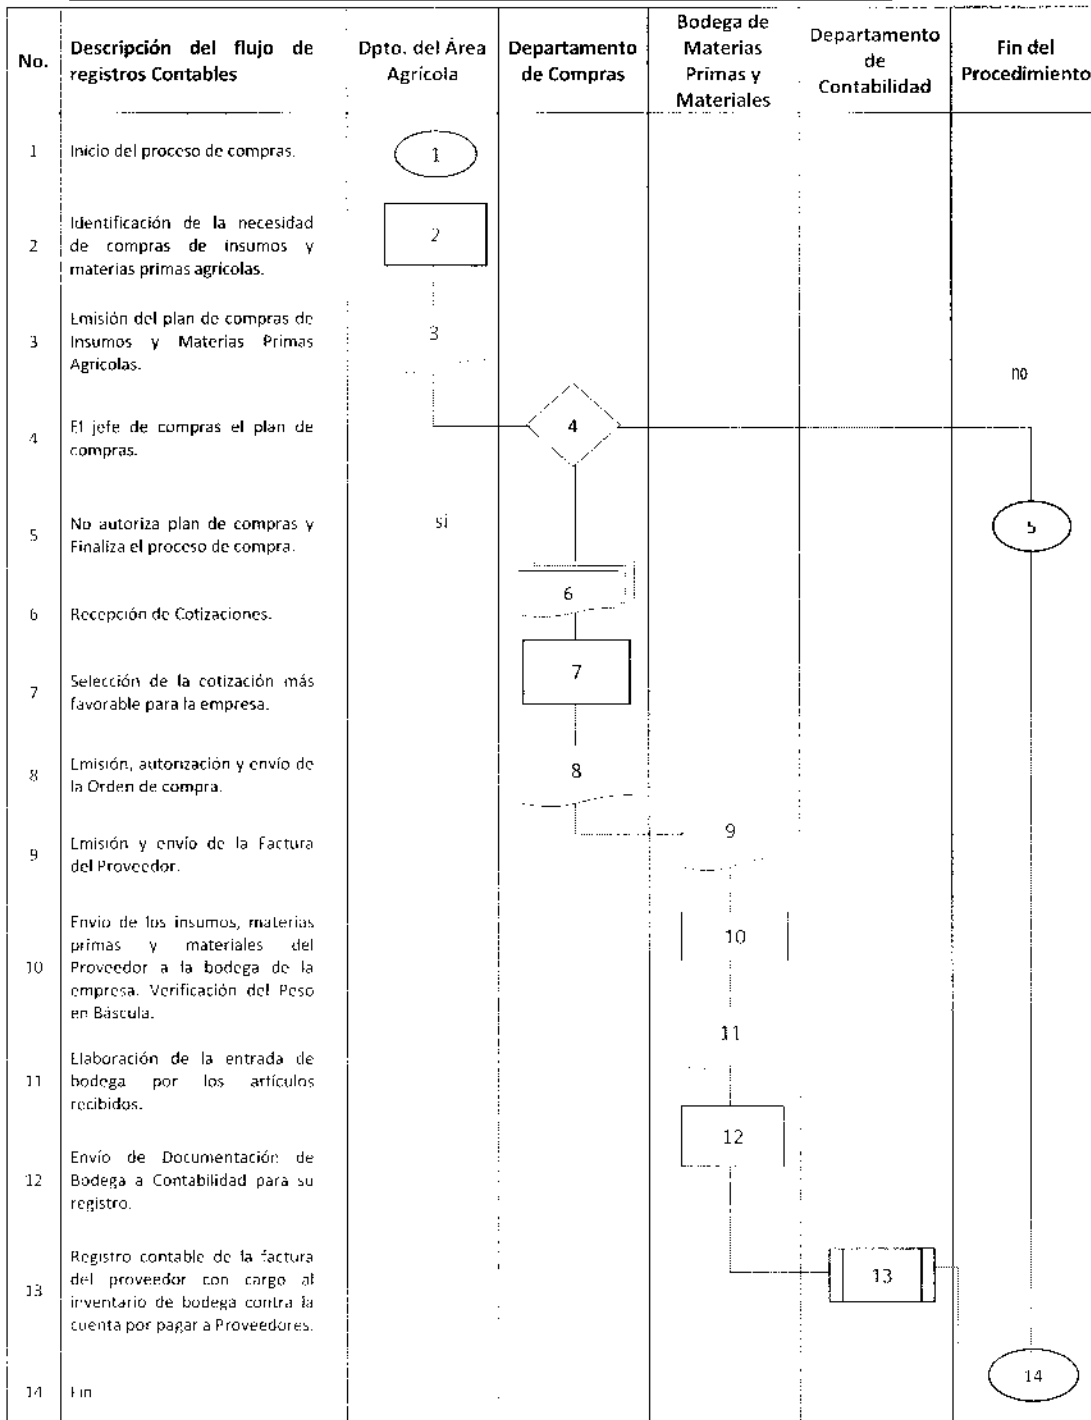 No.
Descripción del flujo de
registros Contables
Dpto. del Área
Agrícola
Departamento
de Compras
Bodega de
Materias
Primas y
Materiales
Departamento
de
Contabilidad
Fin del
Procedimiento
1
Inicio del proceso de compras.
1
2
Identificación de la necesidad
de compras de insumos y
materias primas agrícolas.
2
3
Emisión del plan de compras de
Insumos y Materias Primas
Agrícolas.
3
no
4
El jefe de compras el plan de
compras.
4
5
No autoriza plan de compras y
Finaliza el proceso de compra.
si
5
6
Recepción de Cotizaciones.
6
7
Selección de la cotización más
favorable para la empresa.
7
8
Emisión, autorización y envío de
la Orden de compra.
8
9
Emisión y envío de la Factura
del Proveedor.
9
10
Envío de los insumos, materias
primas y materiales del
Proveedor a la bodega de la
empresa. Verificación del Peso
en Báscula.
10
11
Elaboración de la entrada de
bodega por los artículos
recibidos.
11
12
Envío de Documentación de
Bodega a Contabilidad para su
registro.
12
13
Registro contable de la factura
del proveedor con cargo al
inventario de bodega contra la
cuenta por pagar a Proveedores.
13
14
Fin
14